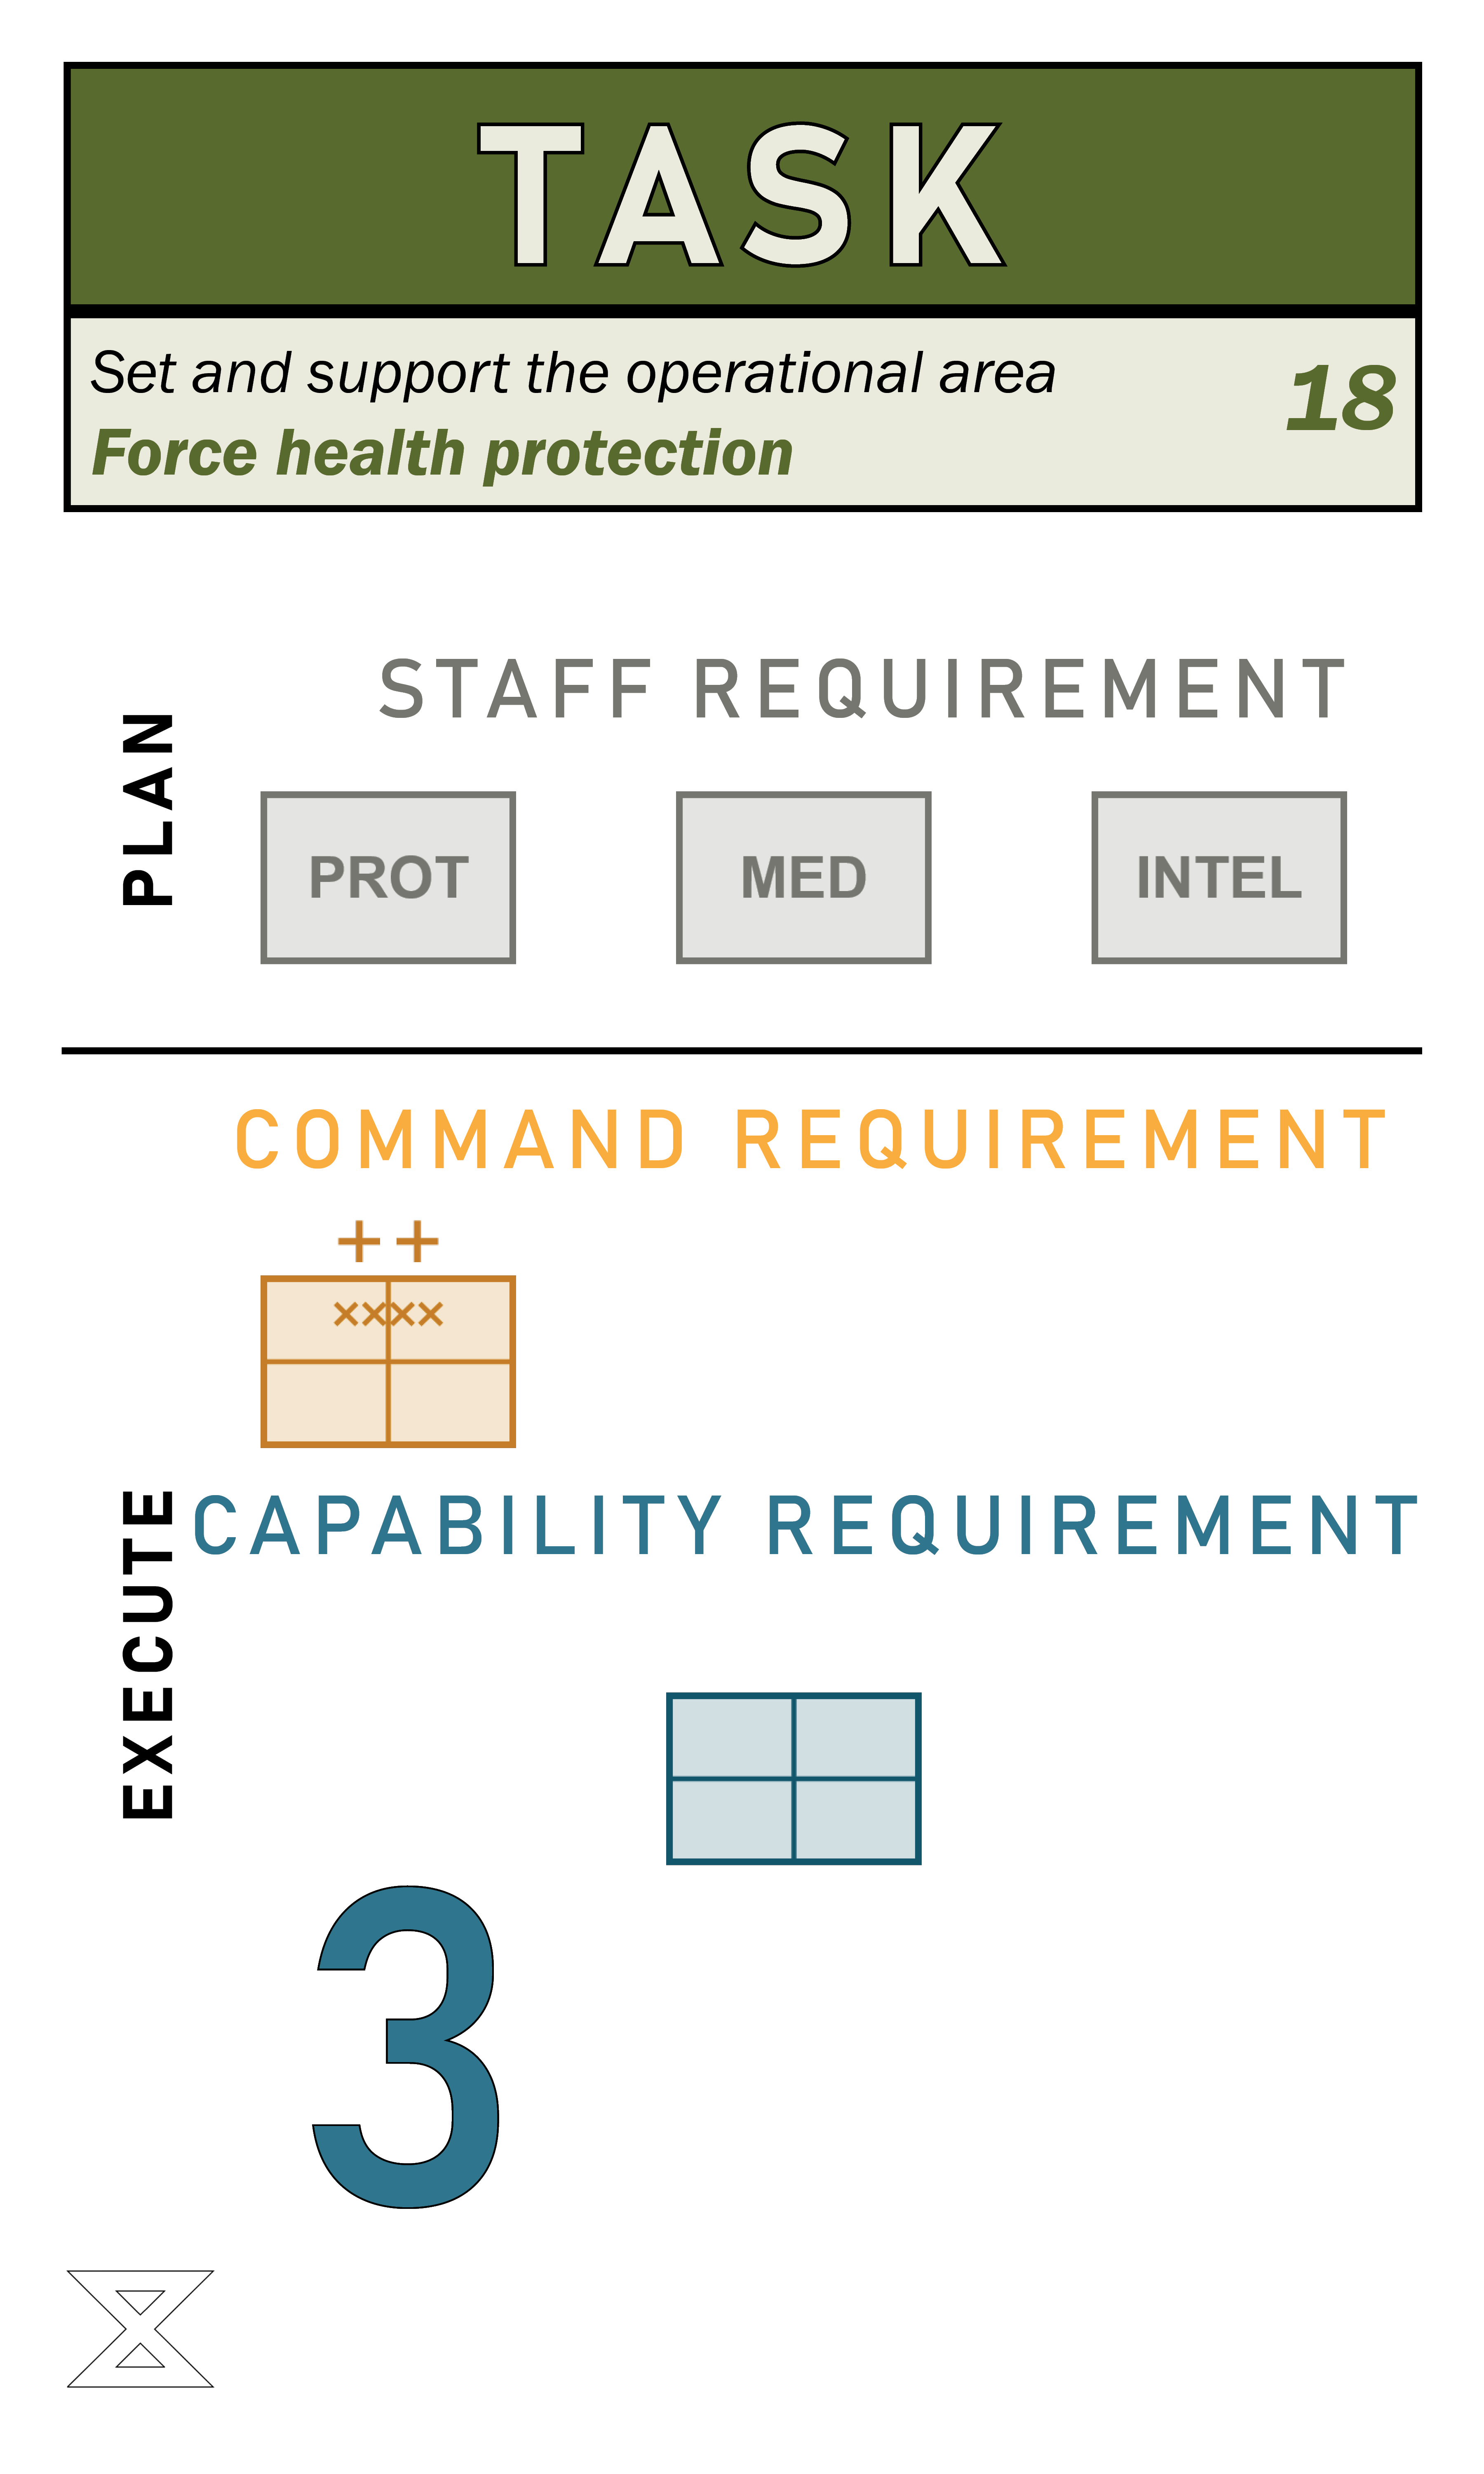 TASK
Set and support the operational area
Force health protection
18
PLAN
STAFF REQUIREMENT
PROT
MED
INTEL
EXECUTE
COMMAND REQUIREMENT
++
××××
CAPABILITY REQUIREMENT
3